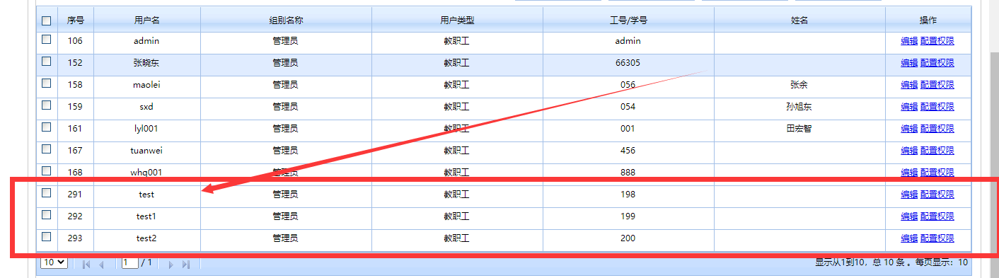 序号 用户名 组别名称 用户类型 工号/学号 姓名 操作
106 admin 管理员 教职工 admin 编辑 配置权限
152 张晓东 管理员 教职工 66305 编辑 配置权限
158 maolei 管理员 教职工 056 张余 编辑 配置权限
159 sxd 管理员 教职工 054 孙旭东 编辑 配置权限
161 lyl001 管理员 教职工 001 田宏智 编辑 配置权限
167 tuanwei 管理员 教职工 456 编辑 配置权限
168 whq001 管理员 教职工 888 编辑 配置权限
291 test 管理员 教职工 198 编辑 配置权限
292 test1 管理员 教职工 199 编辑 配置权限
293 test2 管理员 教职工 200 编辑 配置权限
10 1 / 1 显示从1到10，总 10 条 。每页显示：10